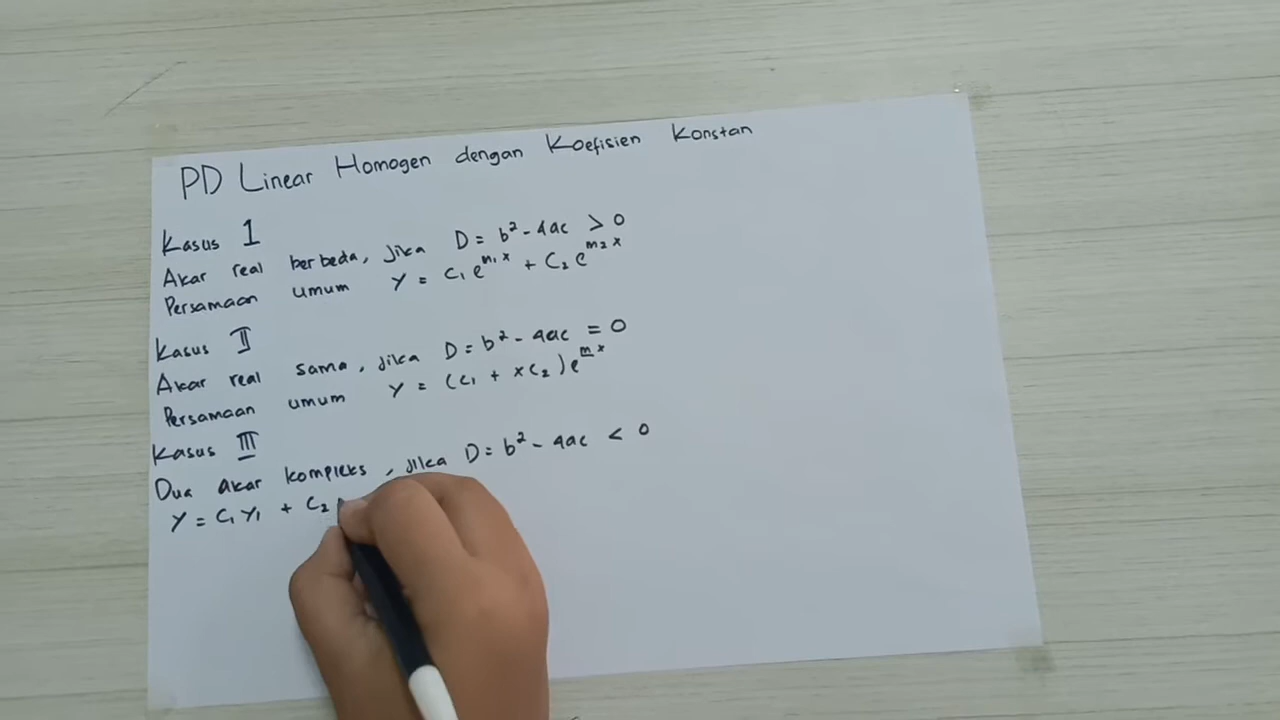 PD Linear Homogen dengan Koefisien Konstan
Kasus I
Akar real berbeda, jika D = b² - 4ac > 0
Persamaan umum y = C₁e^m₁x + C₂e^m₂x
Kasus II
Akar real sama, jika D = b² - 4ac = 0
Persamaan umum y = (C₁ + xC₂)e^mx
Kasus III
Dua akar kompleks, jika D = b² - 4ac < 0
y = C₁y₁ + C₂